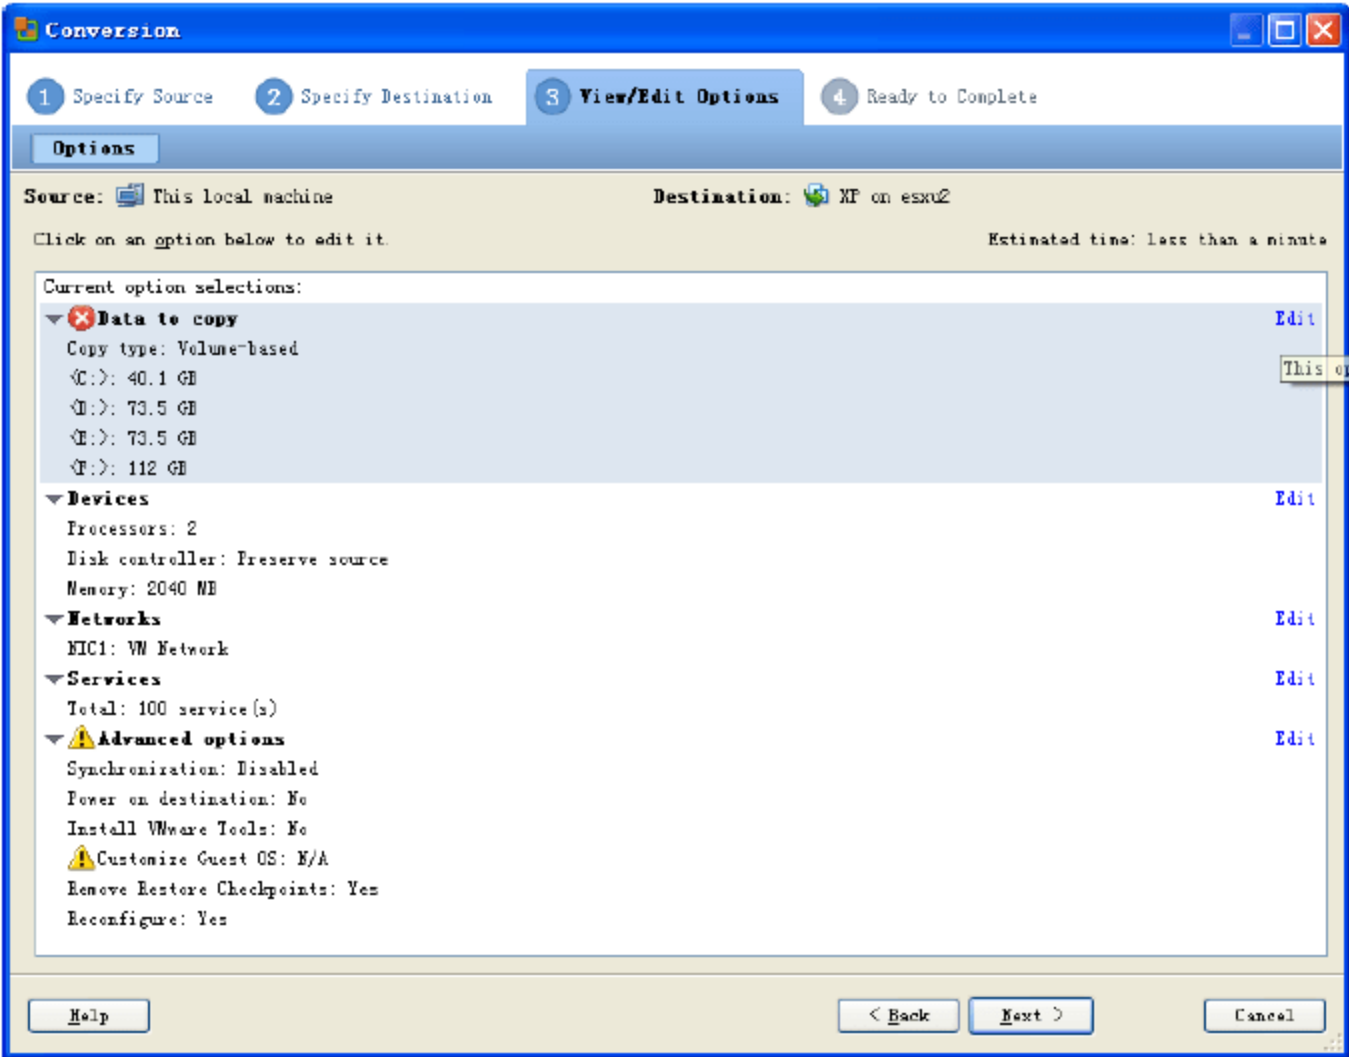 Conversion
1 Specify Source 2 Specify Destination 3 View/Edit Options 4 Ready to Complete
Options
Source: This local machine Destination: XP on esxu2
Click on an option below to edit it. Estimated time: less than a minute
Current option selections:
Data to copy Edit
Copy type: Volume-based
<C:>: 40.1 GB
This
<D:>: 73.5 GB
<E:>: 73.5 GB
<F:>: 112 GB
Devices Edit
Processors: 2
Disk controller: Preserve source
Memory: 2040 MB
Networks Edit
NIC1: VM Network
Services Edit
Total: 100 service(s)
Advanced options Edit
Synchronization: Disabled
Power on destination: No
Install VMware Tools: No
Customize Guest OS: N/A
Remove Restore Checkpoints: Yes
Reconfigure: Yes
Help < Back Next > Cancel